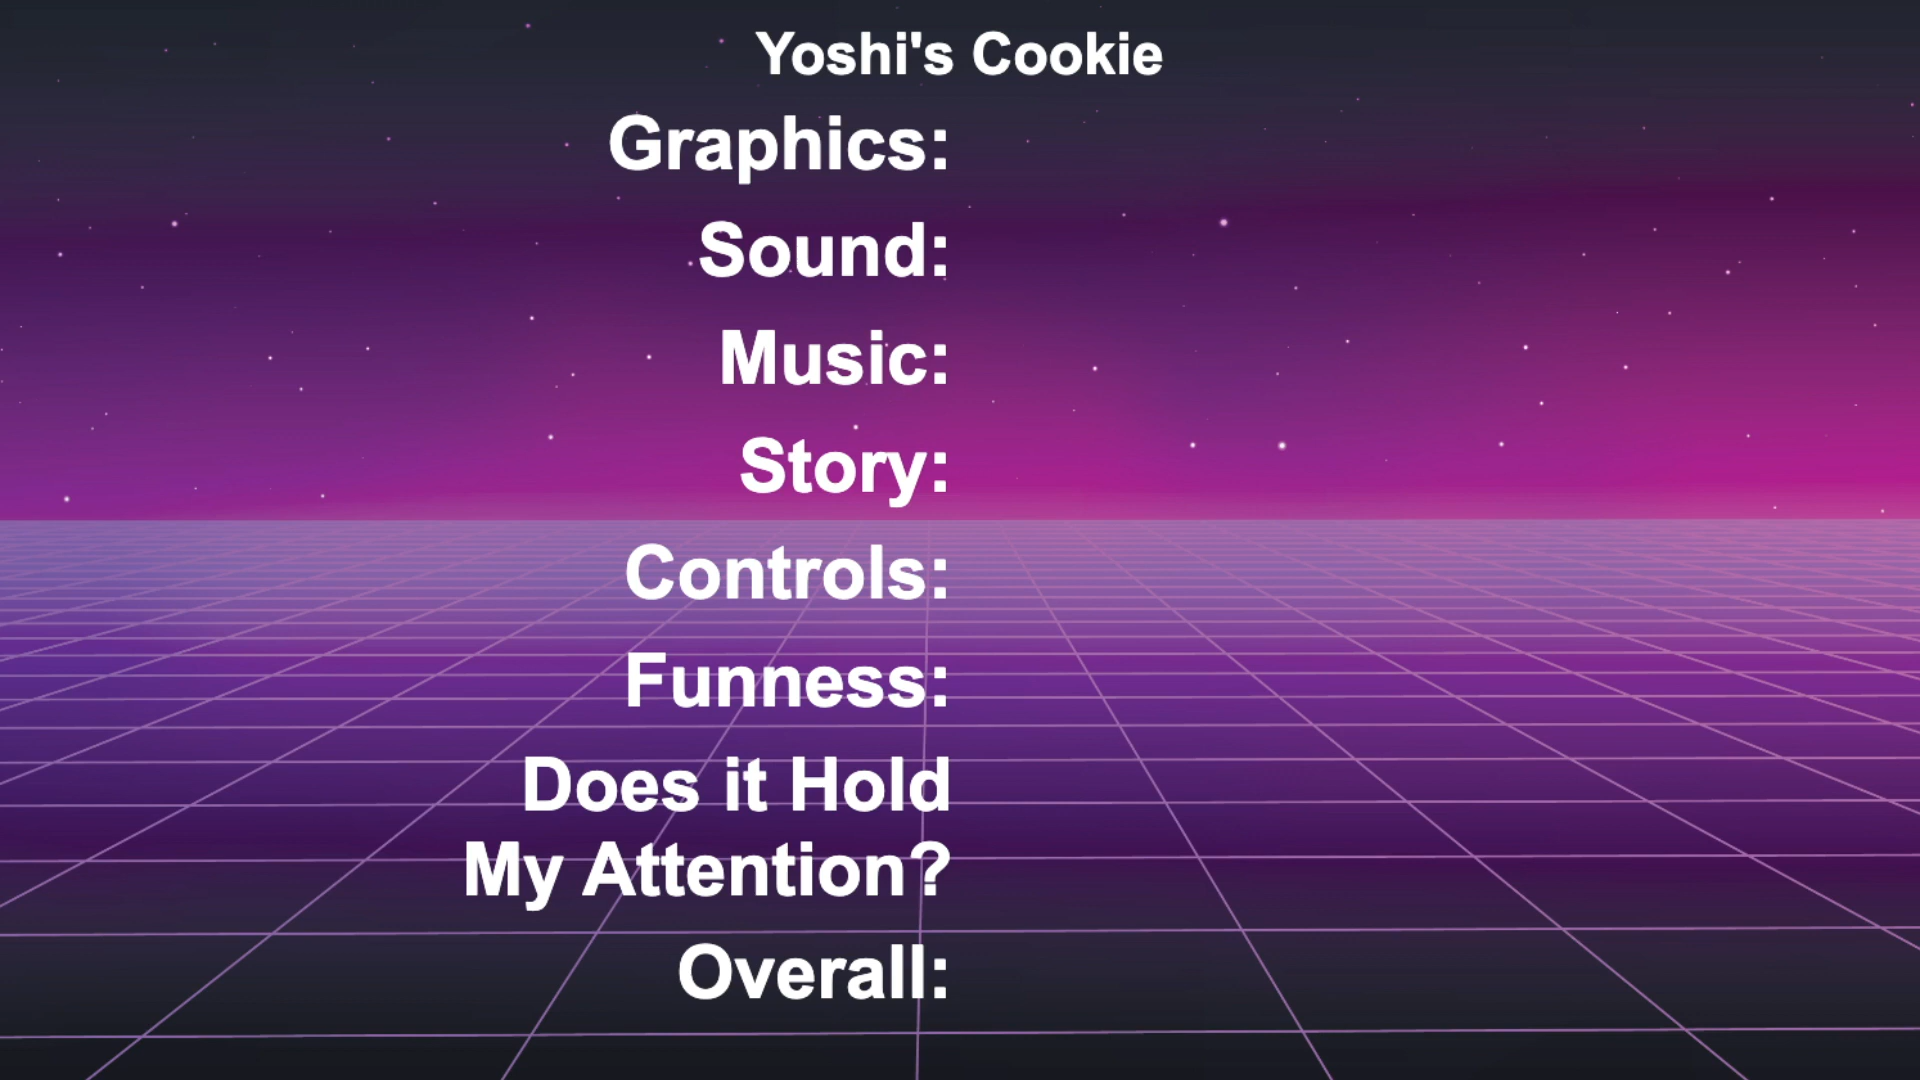 Yoshi's Cookie
Graphics:
Sound:
Music:
Story:
Controls:
Funness:
Does it Hold
My Attention?
Overall: